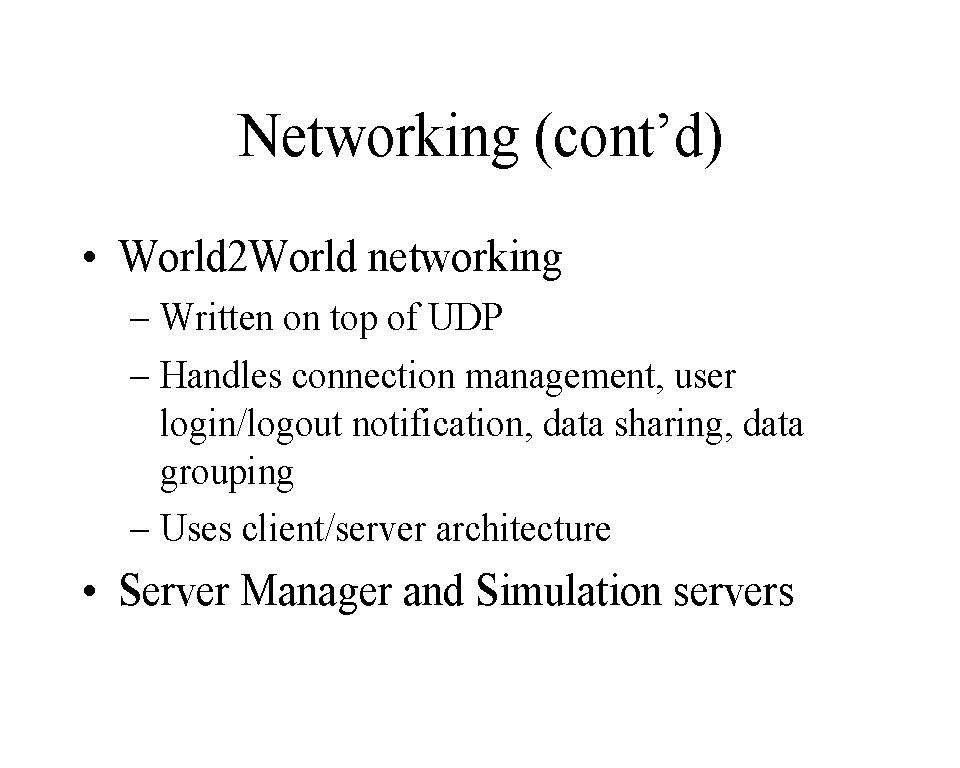 Networking (cont’d)
• World2World networking
– Written on top of UDP
– Handles connection management, user
login/logout notification, data sharing, data
grouping
– Uses client/server architecture
• Server Manager and Simulation servers